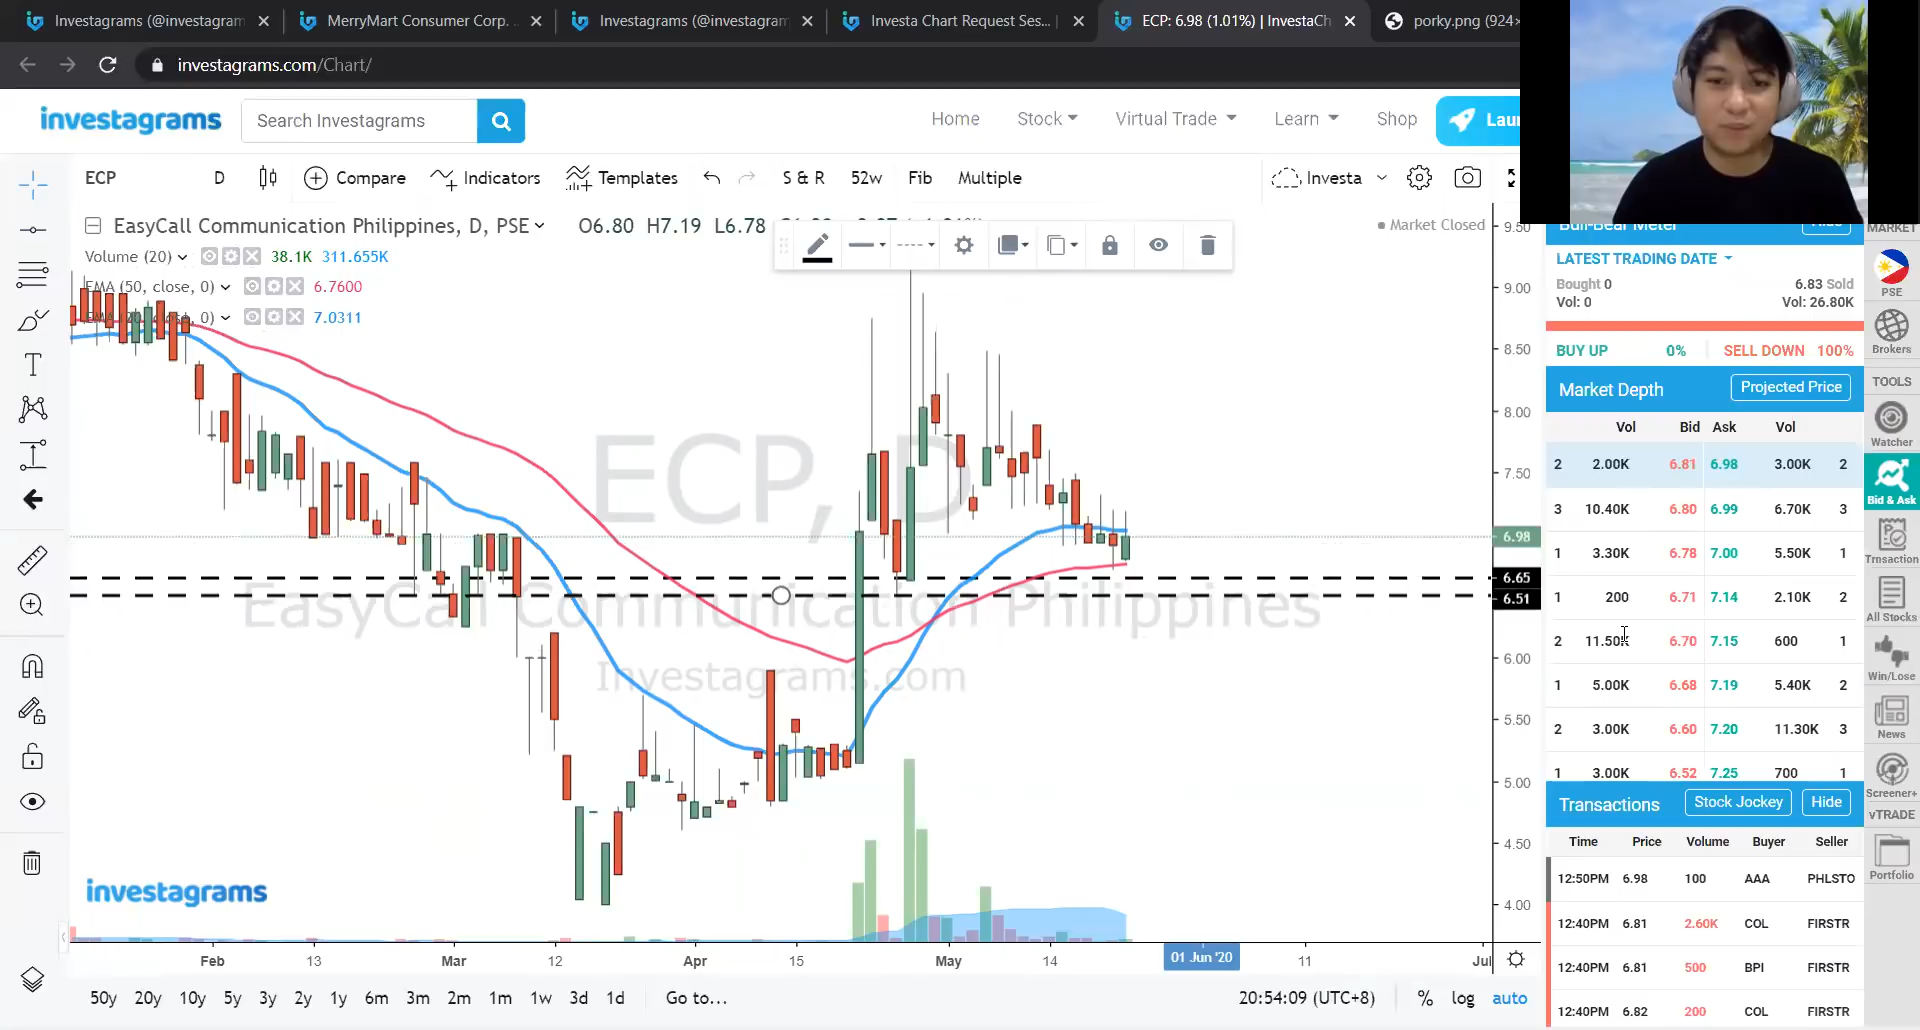 Investagrams (@investagram
MerryMart Consumer Corp.
Investagrams (@investagram
Investa Chart Request Ses...
ECP: 6.98 (1.01%) | InvestaCh
porky.png (924×
investagrams.com/Chart/
investagrams
Search Investagrams
Home
Stock
Virtual Trade
Learn
Shop
Lau
ECP
D
Compare
Indicators
Templates
S & R
52w
Fib
Multiple
Investa
EasyCall Communication Philippines, D, PSE
O6.80 H7.19 L6.78
Market Closed
Volume (20)
38.1K 311.655K
EMA (50, close, 0)
6.7600
7.0311
ECP, D
EasyCall Communication Philippines
Investagrams.com
investagrams
9.50
9.00
8.50
8.00
7.50
6.98
6.65
6.51
6.00
5.50
5.00
4.50
4.00
Feb
13
Mar
12
Apr
15
May
14
01 Jun '20
11
Jul
50y 20y 10y 5y 3y 2y 1y 6m 3m 2m 1m 1w 3d 1d
Go to...
20:54:09 (UTC+8)
% log auto
Bull-Bear Meter
Hide
LATEST TRADING DATE
Bought 0 6.83 Sold
Vol: 0 Vol: 26.80K
BUY UP 0% SELL DOWN 100%
Market Depth
Projected Price
Vol Bid Ask Vol
2 2.00K 6.81 6.98 3.00K 2
3 10.40K 6.80 6.99 6.70K 3
1 3.30K 6.78 7.00 5.50K 1
1 200 6.71 7.14 2.10K 2
2 11.50K 6.70 7.15 600 1
1 5.00K 6.68 7.19 5.40K 2
2 3.00K 6.60 7.20 11.30K 3
1 3.00K 6.52 7.25 700 1
Transactions
Stock Jockey
Hide
Time Price Volume Buyer Seller
12:50PM 6.98 100 AAA PHLSTO
12:40PM 6.81 2.60K COL FIRSTR
12:40PM 6.81 500 BPI FIRSTR
12:40PM 6.82 200 COL FIRSTR
MARKET
PSE
Brokers
TOOLS
Watcher
Bid & Ask
Trnsaction
All Stocks
Win/Lose
News
Screener+
vTRADE
Portfolio